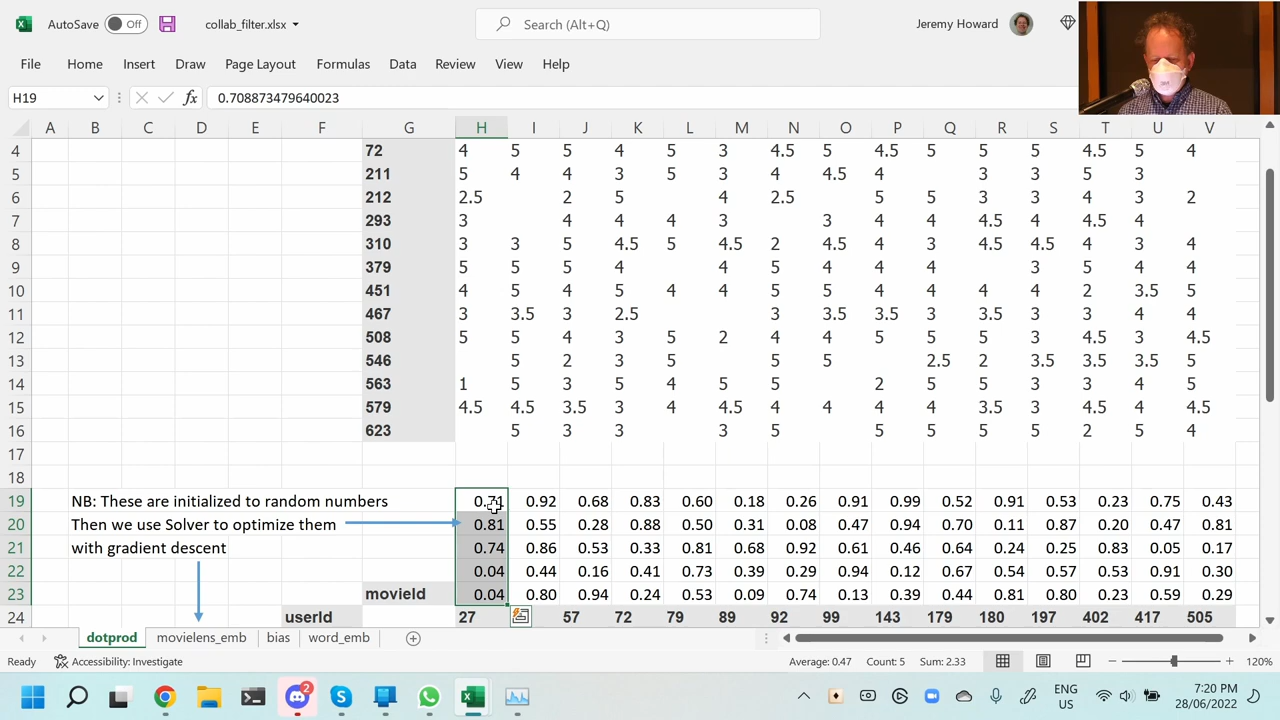 AutoSave Off collab_filter.xlsx Search (Alt+Q) Jeremy Howard
File Home Insert Draw Page Layout Formulas Data Review View Help
H19 fx 0.708873479640023
A B C D E F G H I J K L M N O P Q R S T U V
4 72 4 5 5 4 5 3 4.5 5 4.5 5 5 5 4.5 5 4
5 211 5 4 4 3 5 3 4 4.5 4 3 3 5 3
6 212 2.5 2 5 4 2.5 5 5 3 3 4 3 2
7 293 3 4 4 4 3 3 4 4 4.5 4 4.5 4
8 310 3 3 5 4.5 5 4.5 2 4.5 4 3 4.5 4.5 4 3 4
9 379 5 5 5 4 4 5 4 4 4 3 5 4 4
10 451 4 5 4 5 4 4 5 5 4 4 4 4 2 3.5 5
11 467 3 3.5 3 2.5 3 3.5 3.5 3 3.5 3 3 4 4
12 508 5 5 4 3 5 2 4 4 5 5 5 3 4.5 3 4.5
13 546 5 2 3 5 5 5 2.5 2 3.5 3.5 3.5 5
14 563 1 5 3 5 4 5 5 2 5 5 3 3 4 5
15 579 4.5 4.5 3.5 3 4 4.5 4 4 4 4 3.5 3 4.5 4 4.5
16 623 5 3 3 3 5 5 5 5 5 2 5 4
17
18
19 NB: These are initialized to random numbers 0.71 0.92 0.68 0.83 0.60 0.18 0.26 0.91 0.99 0.52 0.91 0.53 0.23 0.75 0.43
20 Then we use Solver to optimize them 0.81 0.55 0.28 0.88 0.50 0.31 0.08 0.47 0.94 0.70 0.11 0.87 0.20 0.47 0.81
21 with gradient descent 0.74 0.86 0.53 0.33 0.81 0.68 0.92 0.61 0.46 0.64 0.24 0.25 0.83 0.05 0.17
22 0.04 0.44 0.16 0.41 0.73 0.39 0.29 0.94 0.12 0.67 0.54 0.57 0.53 0.91 0.30
23 movieId 0.04 0.80 0.94 0.24 0.53 0.09 0.74 0.13 0.39 0.44 0.81 0.80 0.23 0.59 0.29
24 userId 27 57 72 79 89 92 99 143 179 180 197 402 417 505
dotprod movielens_emb bias word_emb
Ready Accessibility: Investigate Average: 0.47 Count: 5 Sum: 2.33 120%
2 ENG US 7:20 PM 28/06/2022